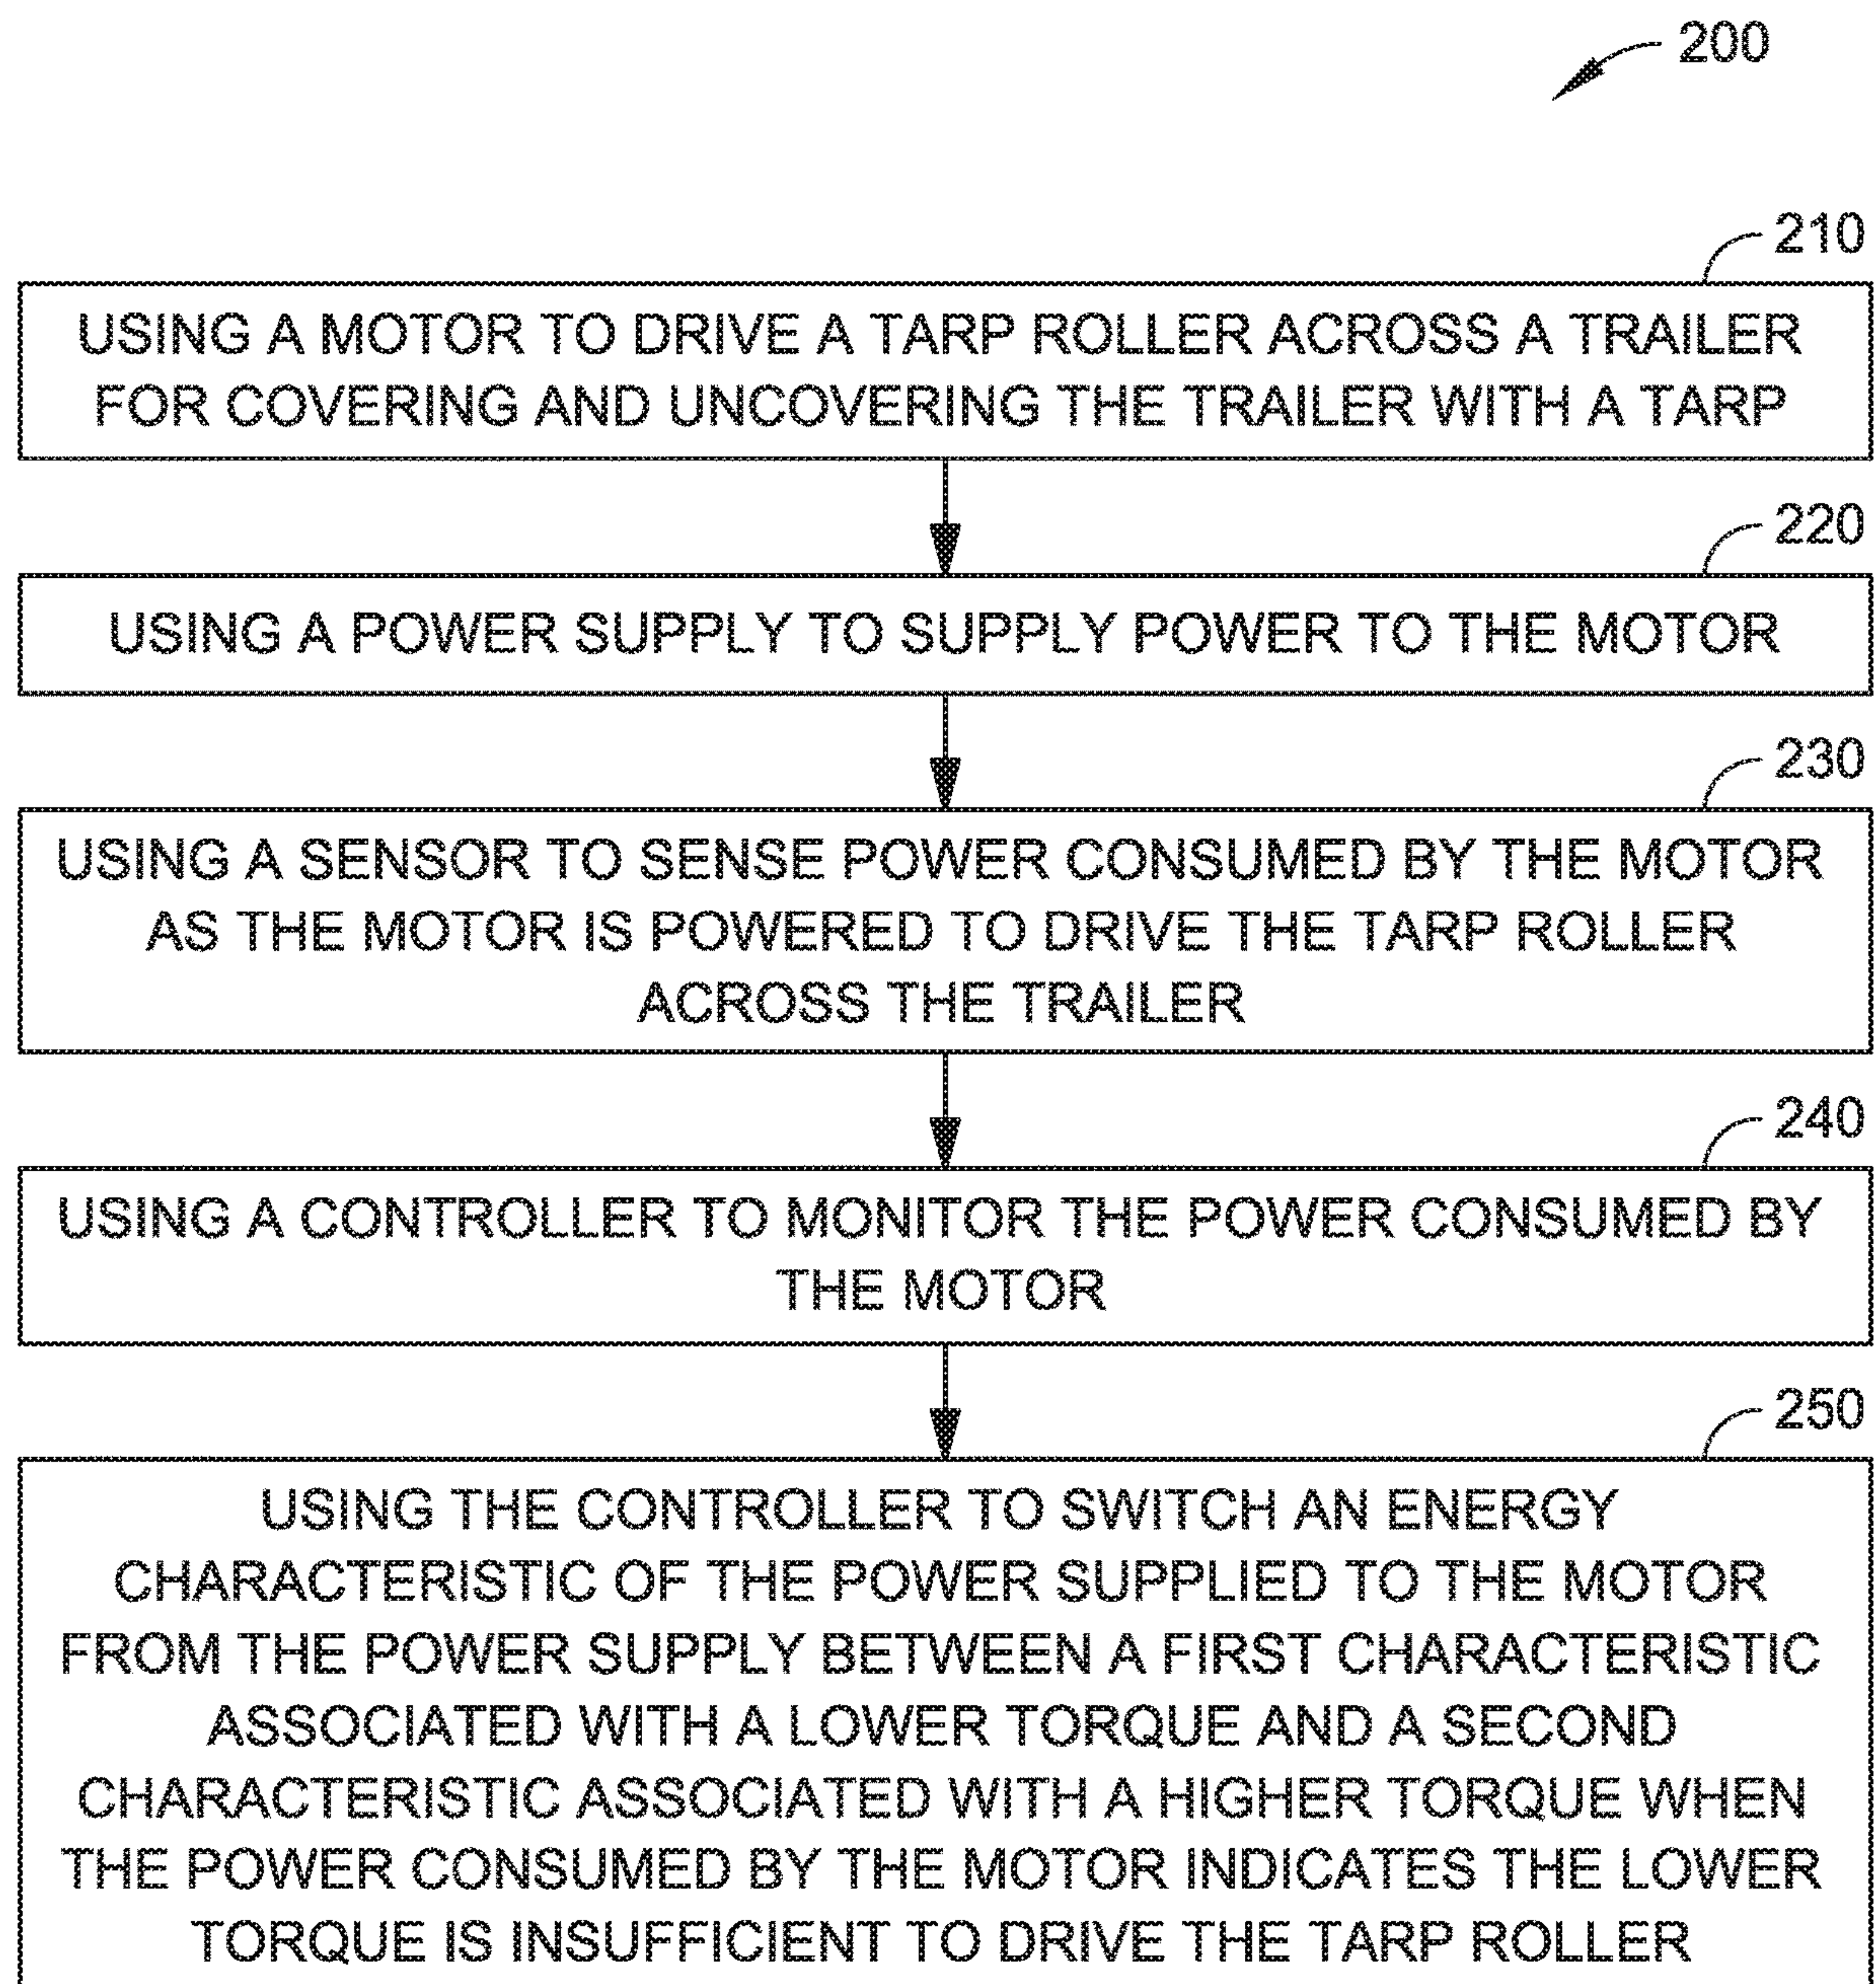 200
210
USING A MOTOR TO DRIVE A TARP ROLLER ACROSS A TRAILER
FOR COVERING AND UNCOVERING THE TRAILER WITH A TARP
220
USING A POWER SUPPLY TO SUPPLY POWER TO THE MOTOR
230
USING A SENSOR TO SENSE POWER CONSUMED BY THE MOTOR
AS THE MOTOR IS POWERED TO DRIVE THE TARP ROLLER
ACROSS THE TRAILER
240
USING A CONTROLLER TO MONITOR THE POWER CONSUMED BY
THE MOTOR
250
USING THE CONTROLLER TO SWITCH AN ENERGY
CHARACTERISTIC OF THE POWER SUPPLIED TO THE MOTOR
FROM THE POWER SUPPLY BETWEEN A FIRST CHARACTERISTIC
ASSOCIATED WITH A LOWER TORQUE AND A SECOND
CHARACTERISTIC ASSOCIATED WITH A HIGHER TORQUE WHEN
THE POWER CONSUMED BY THE MOTOR INDICATES THE LOWER
TORQUE IS INSUFFICIENT TO DRIVE THE TARP ROLLER